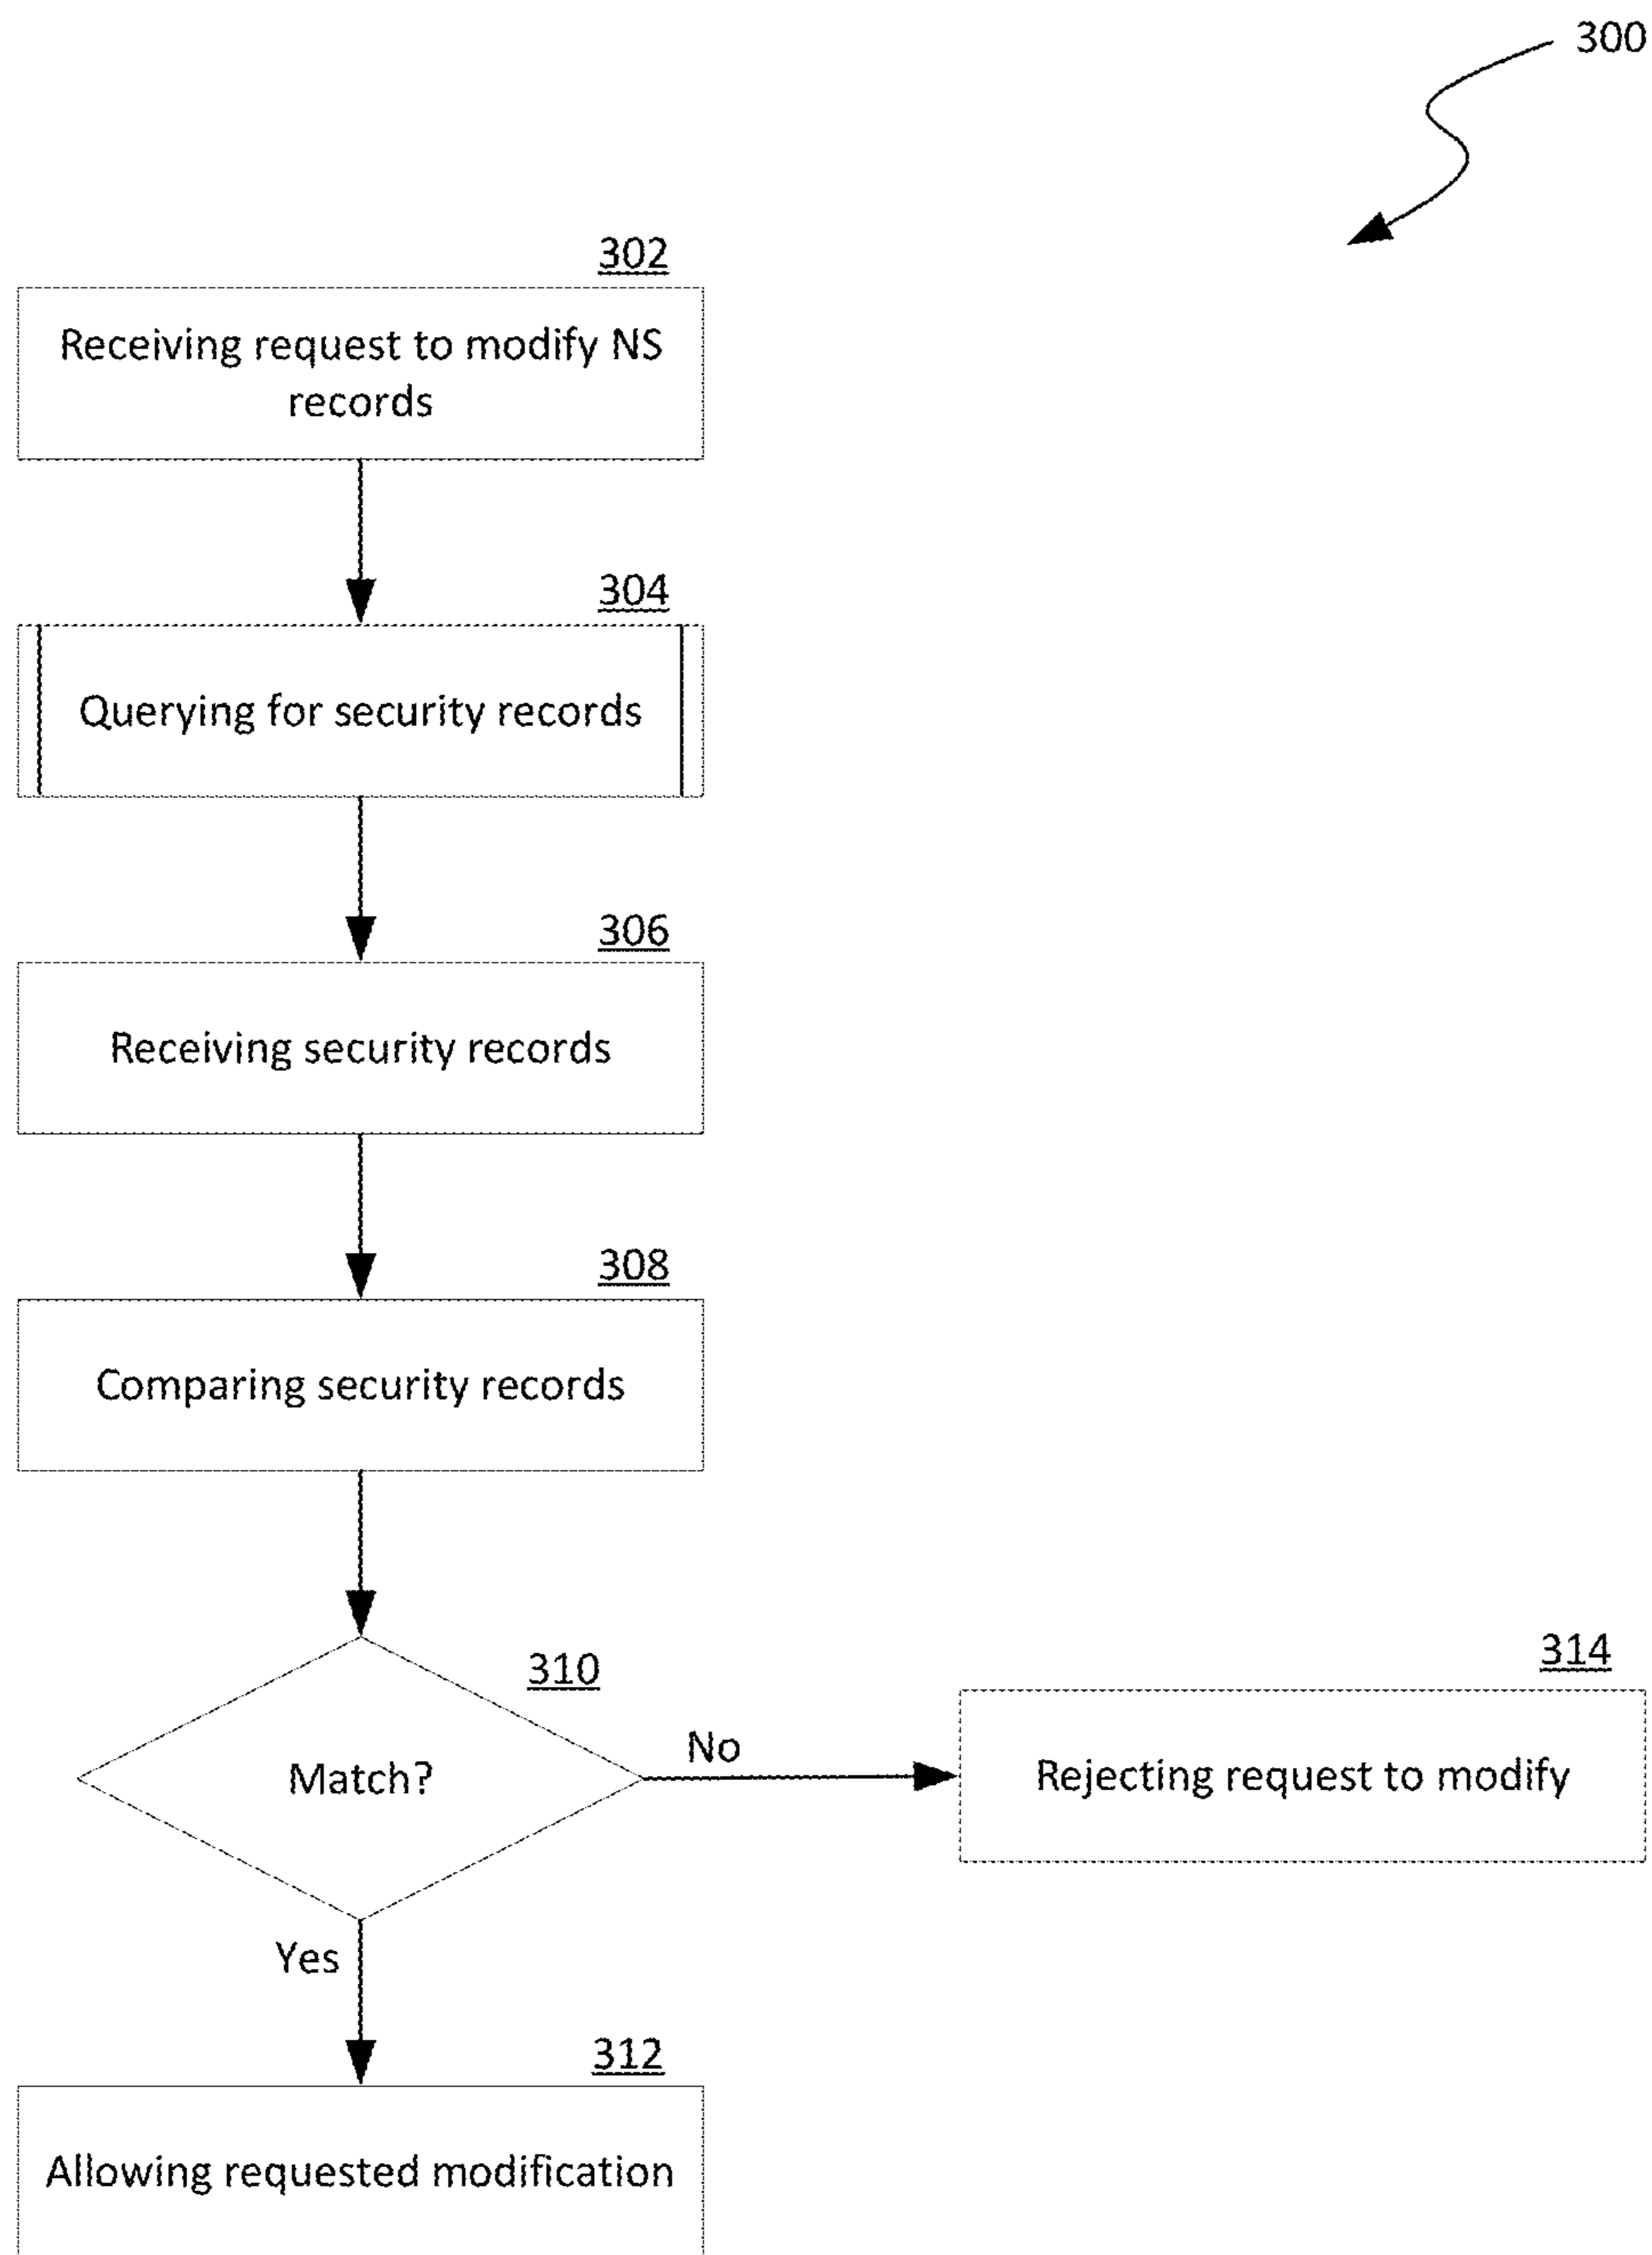 300
302
Receiving request to modify NS
records
304
Querying for security records
306
Receiving security records
308
Comparing security records
310
Match?
No
314
Rejecting request to modify
Yes
312
Allowing requested modification